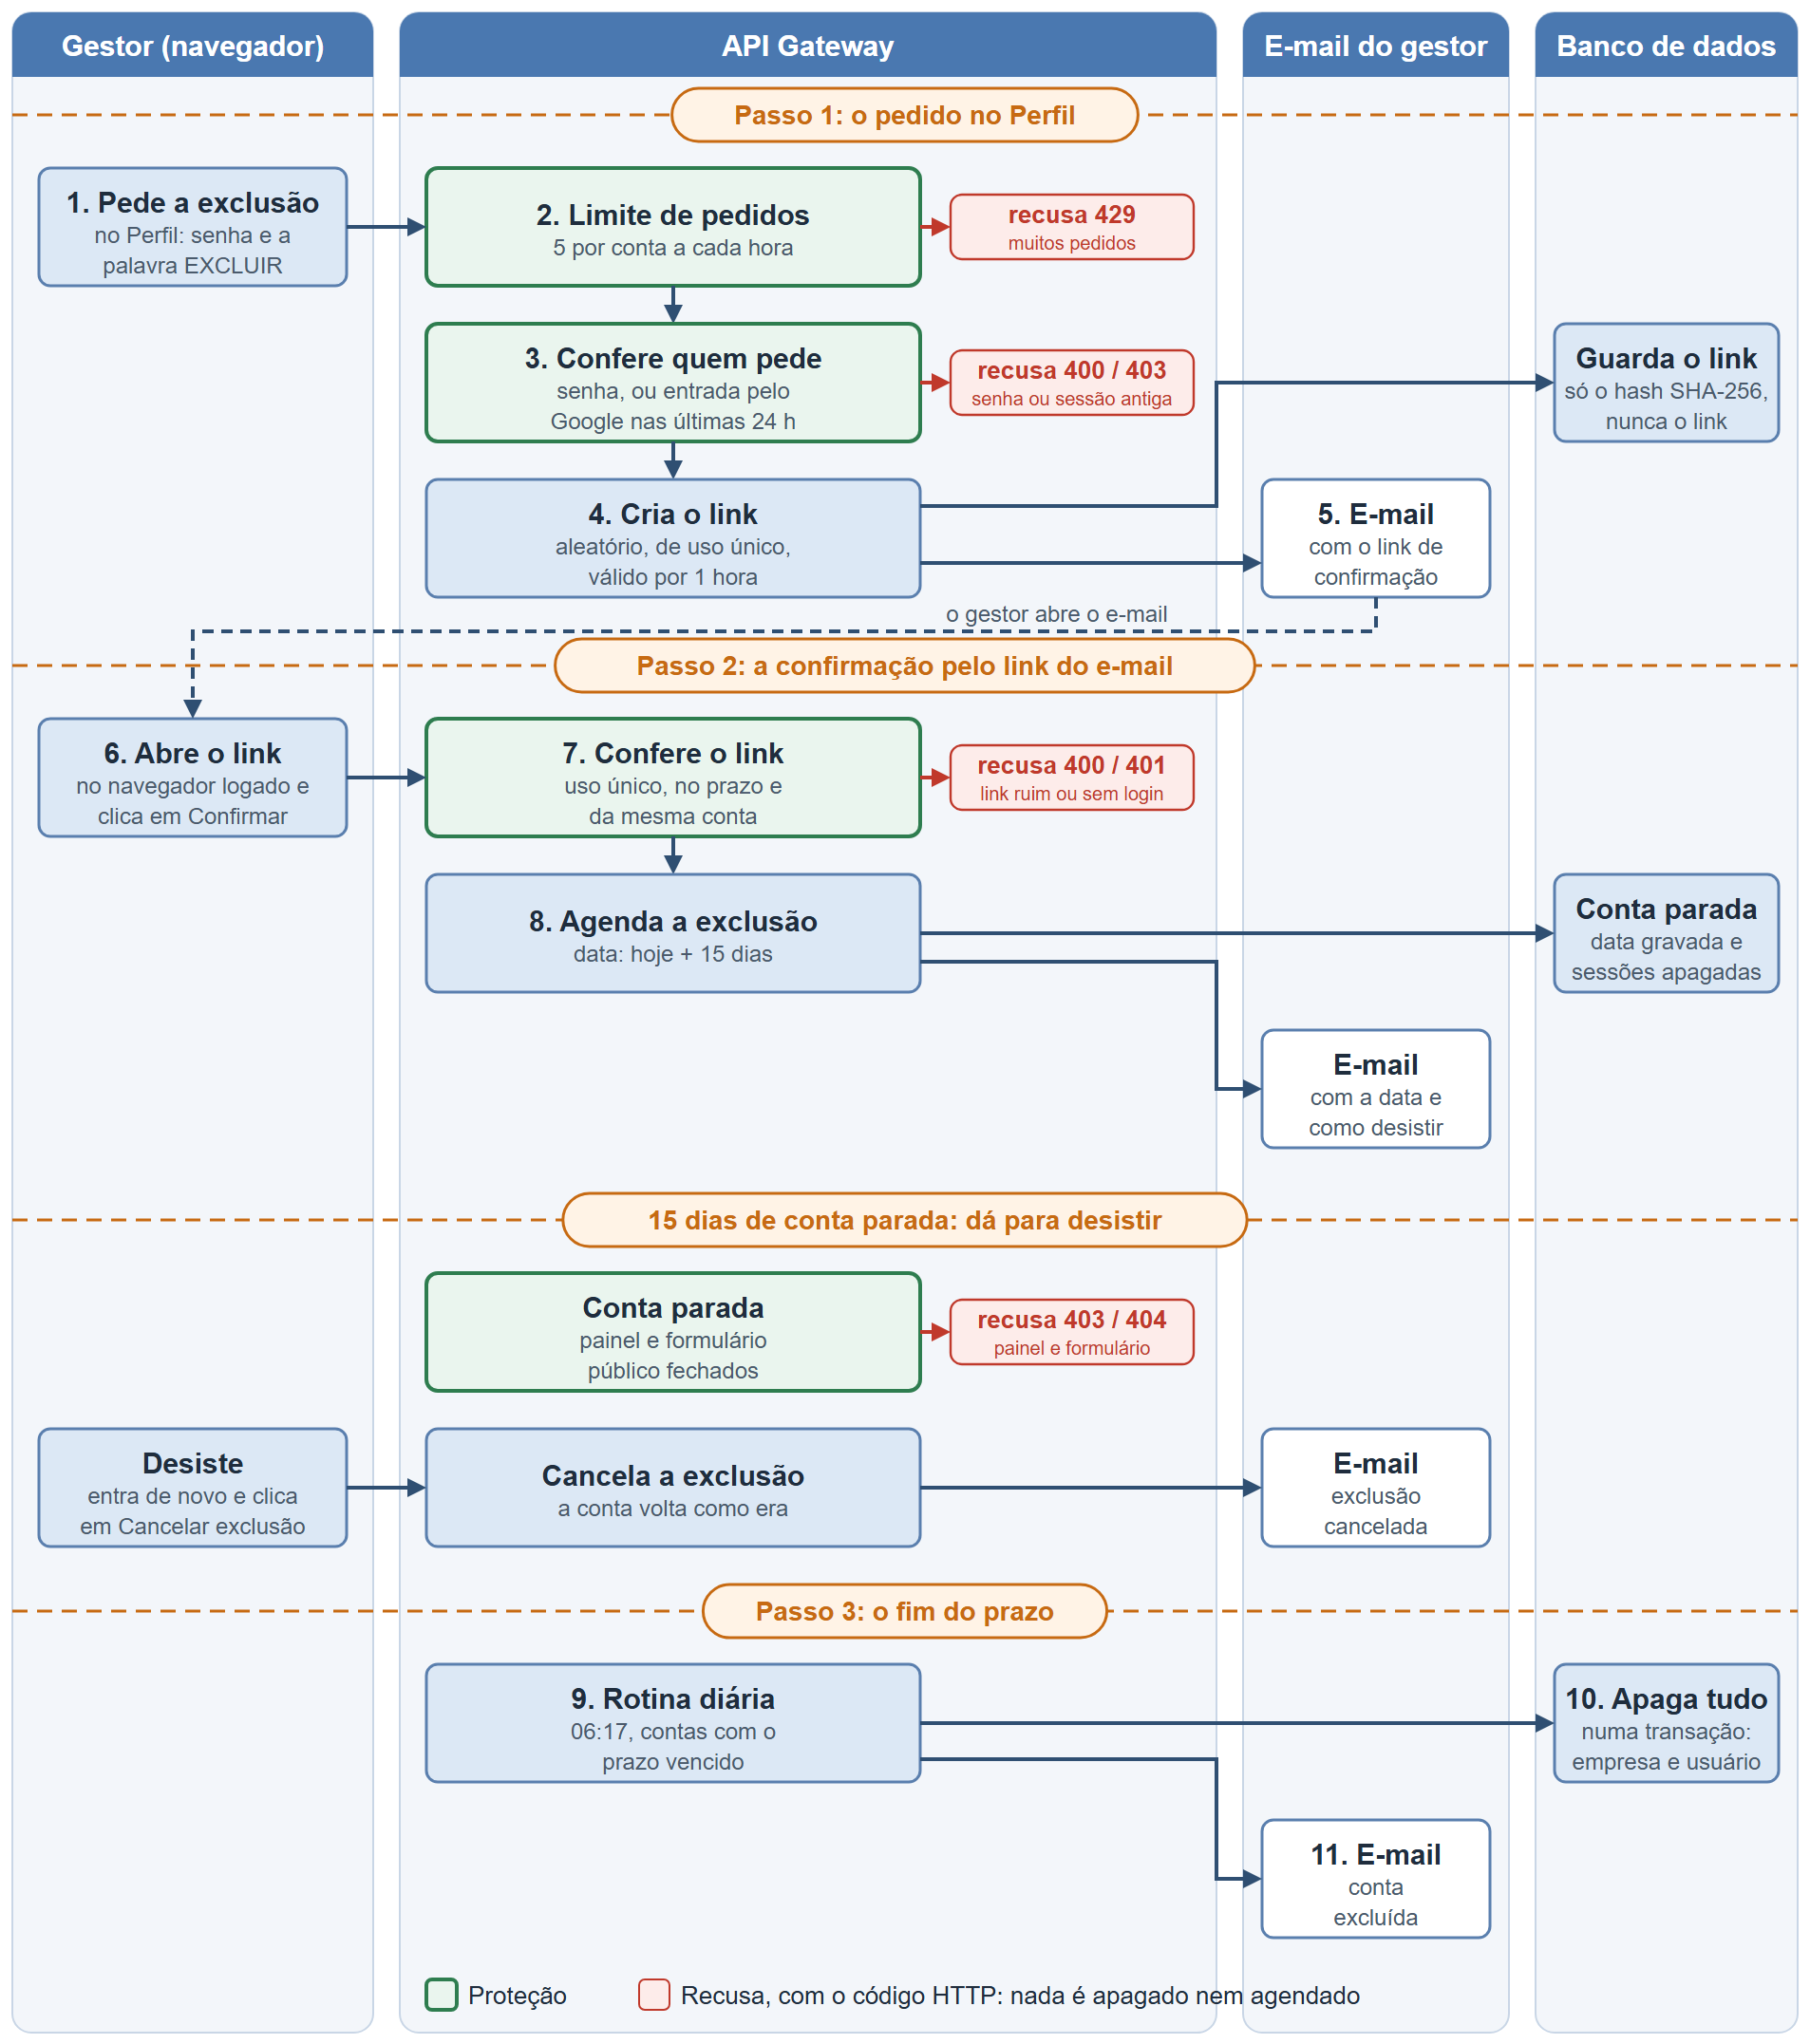 Gestor (navegador)
API Gateway
E-mail do gestor
Banco de dados
Passo 1: o pedido no Perfil
1. Pede a exclusão
no Perfil: senha e a
palavra EXCLUIR
2. Limite de pedidos
5 por conta a cada hora
recusa 429
muitos pedidos
3. Confere quem pede
senha, ou entrada pelo
Google nas últimas 24 h
recusa 400 / 403
senha ou sessão antiga
Guarda o link
só o hash SHA-256,
nunca o link
4. Cria o link
aleatório, de uso único,
válido por 1 hora
5. E-mail
com o link de
confirmação
o gestor abre o e-mail
Passo 2: a confirmação pelo link do e-mail
6. Abre o link
no navegador logado e
clica em Confirmar
7. Confere o link
uso único, no prazo e
da mesma conta
recusa 400 / 401
link ruim ou sem login
8. Agenda a exclusão
data: hoje + 15 dias
Conta parada
data gravada e
sessões apagadas
E-mail
com a data e
como desistir
15 dias de conta parada: dá para desistir
Conta parada
painel e formulário
público fechados
recusa 403 / 404
painel e formulário
Desiste
entra de novo e clica
em Cancelar exclusão
Cancela a exclusão
a conta volta como era
E-mail
exclusão
cancelada
Passo 3: o fim do prazo
9. Rotina diária
06:17, contas com o
prazo vencido
10. Apaga tudo
numa transação:
empresa e usuário
11. E-mail
conta
excluída
Proteção
Recusa, com o código HTTP: nada é apagado nem agendado